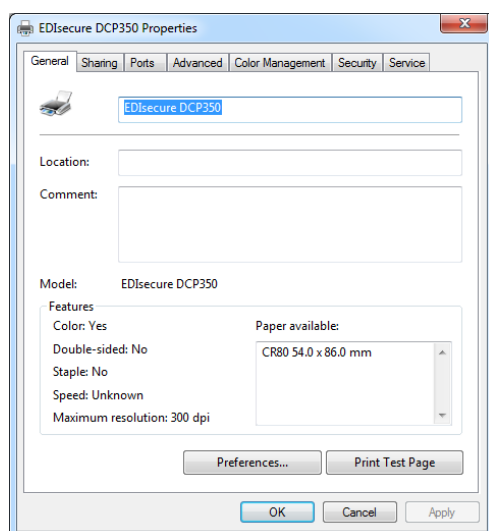 EDIsecure DCP350 Properties
General Sharing Ports Advanced Color Management Security Service
EDIsecure DCP350
Location:
Comment:
Model: EDIsecure DCP350
Features
Color: Yes
Paper available:
Double-sided: No
CR80 54.0 x 86.0 mm
Staple: No
Speed: Unknown
Maximum resolution: 300 dpi
Preferences... Print Test Page
OK Cancel Apply